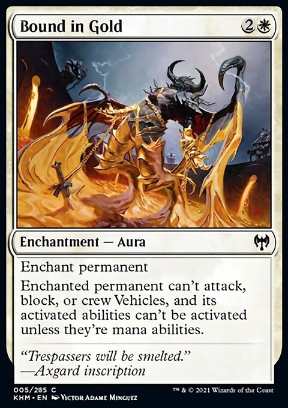 Bound in Gold 2
Enchantment — Aura
Enchant permanent
Enchanted permanent can't attack,
block, or crew Vehicles, and its
activated abilities can't be activated
unless they're mana abilities.
“Trespassers will be smelted.”
—Axgard inscription
005/285 C
KHM • EN VICTOR ADAME MINGUEZ
™ & © 2021 Wizards of the Coast